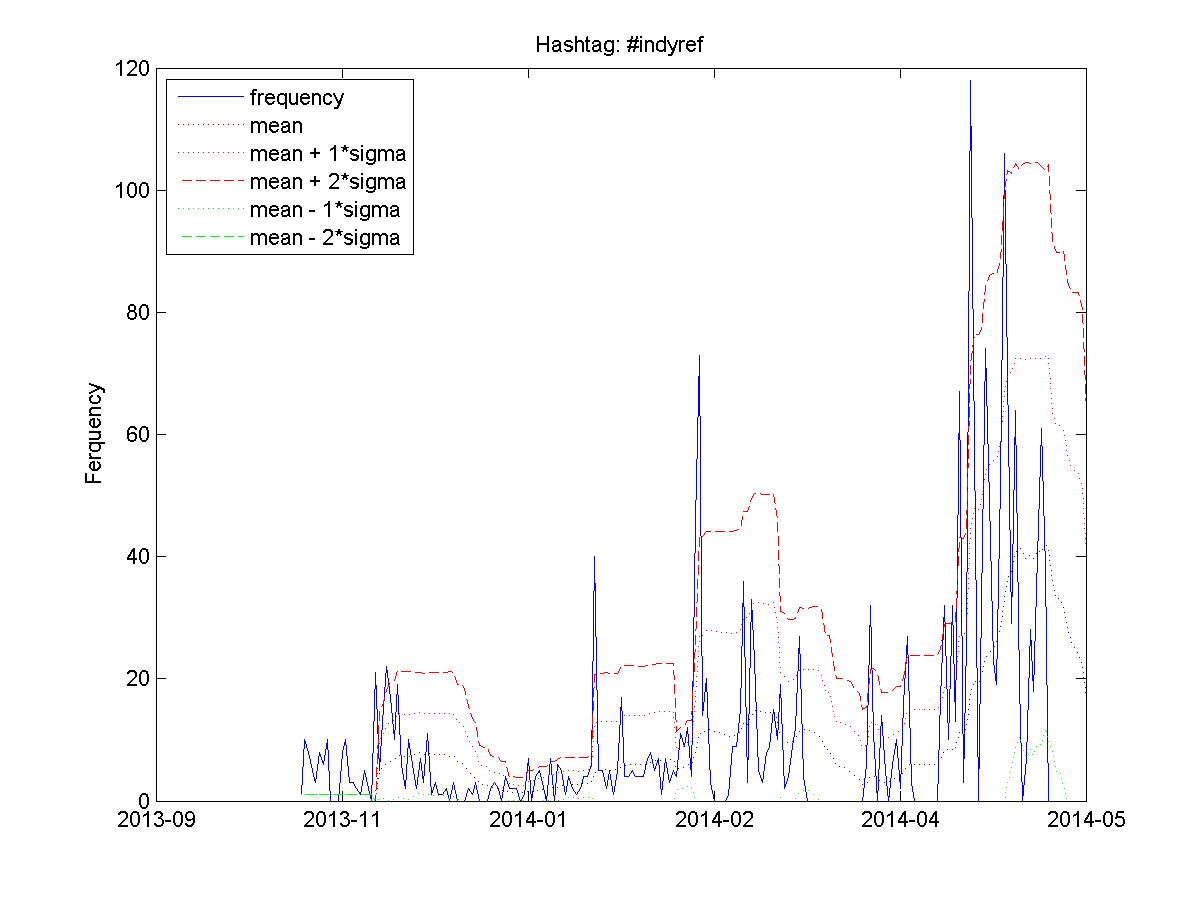 Hashtag: #indyref
120
100
80
60
40
20
0
Ferquency
frequency
mean
mean + 1*sigma
mean + 2*sigma
mean - 1*sigma
mean - 2*sigma
2013-09
2013-11
2014-01
2014-02
2014-04
2014-05